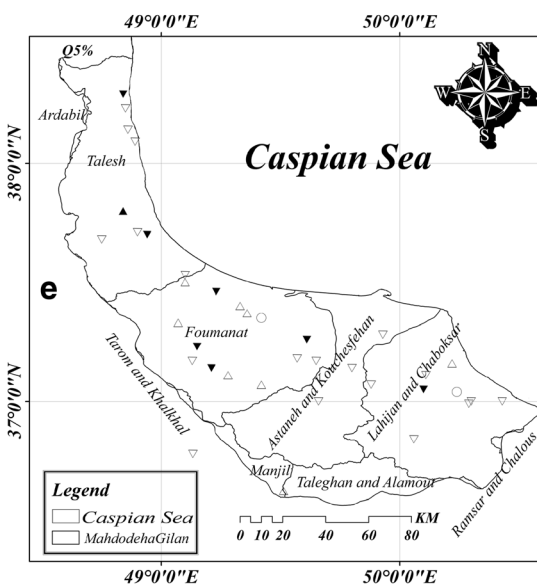 49°0'0"E 50°0'0"E
Q5%
N
W E
S
Ardabil
38°0'0"N
Talesh
Caspian Sea
e
Foumanat
Tarom and Khalkhal
Astaneh and Kouchesfehan
Lahijan and Chaboksar
37°0'0"N
Manjil
Taleghan and Alamout
Ramsar and Chalous
Legend
Caspian Sea
MahdodehaGilan
KM
0 10 20 40 60 80
49°0'0"E 50°0'0"E